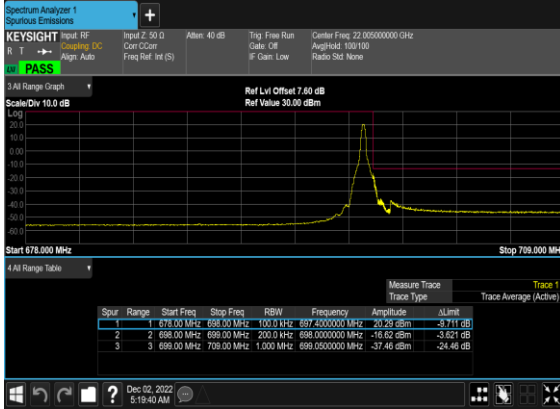 Spectrum Analyzer 1
Spurious Emissions
+
KEYSIGHT Input: RF Input Z: 50 Ω Atten: 40 dB Trig: Free Run Center Freq: 22.005000000 GHz
R T Coupling: DC Corr CCorr Gate: Off Avg|Hold: 100/100
Align: Auto Freq Ref: Int (S) IF Gain: Low Radio Std: None
PASS
3 All Range Graph
Ref Lvl Offset 7.60 dB
Scale/Div 10.0 dB Ref Value 30.00 dBm
Log
20.0
10.0
0.00
-10.0
-20.0
-30.0
-40.0
-50.0
-60.0
Start 678.000 MHz Stop 709.000 MHz
4 All Range Table
Measure Trace Trace 1
Trace Type Trace Average (Active)
Spur Range Start Freq Stop Freq RBW Frequency Amplitude ΔLimit
1 1 678.00 MHz 698.00 MHz 100.0 kHz 697.4000000 MHz 20.29 dBm -9.711 dB
2 2 698.00 MHz 699.00 MHz 200.0 kHz 698.0000000 MHz -16.62 dBm -3.621 dB
3 3 699.00 MHz 709.00 MHz 1.000 MHz 699.0500000 MHz -37.46 dBm -24.46 dB
? Dec 02, 2022
5:19:40 AM